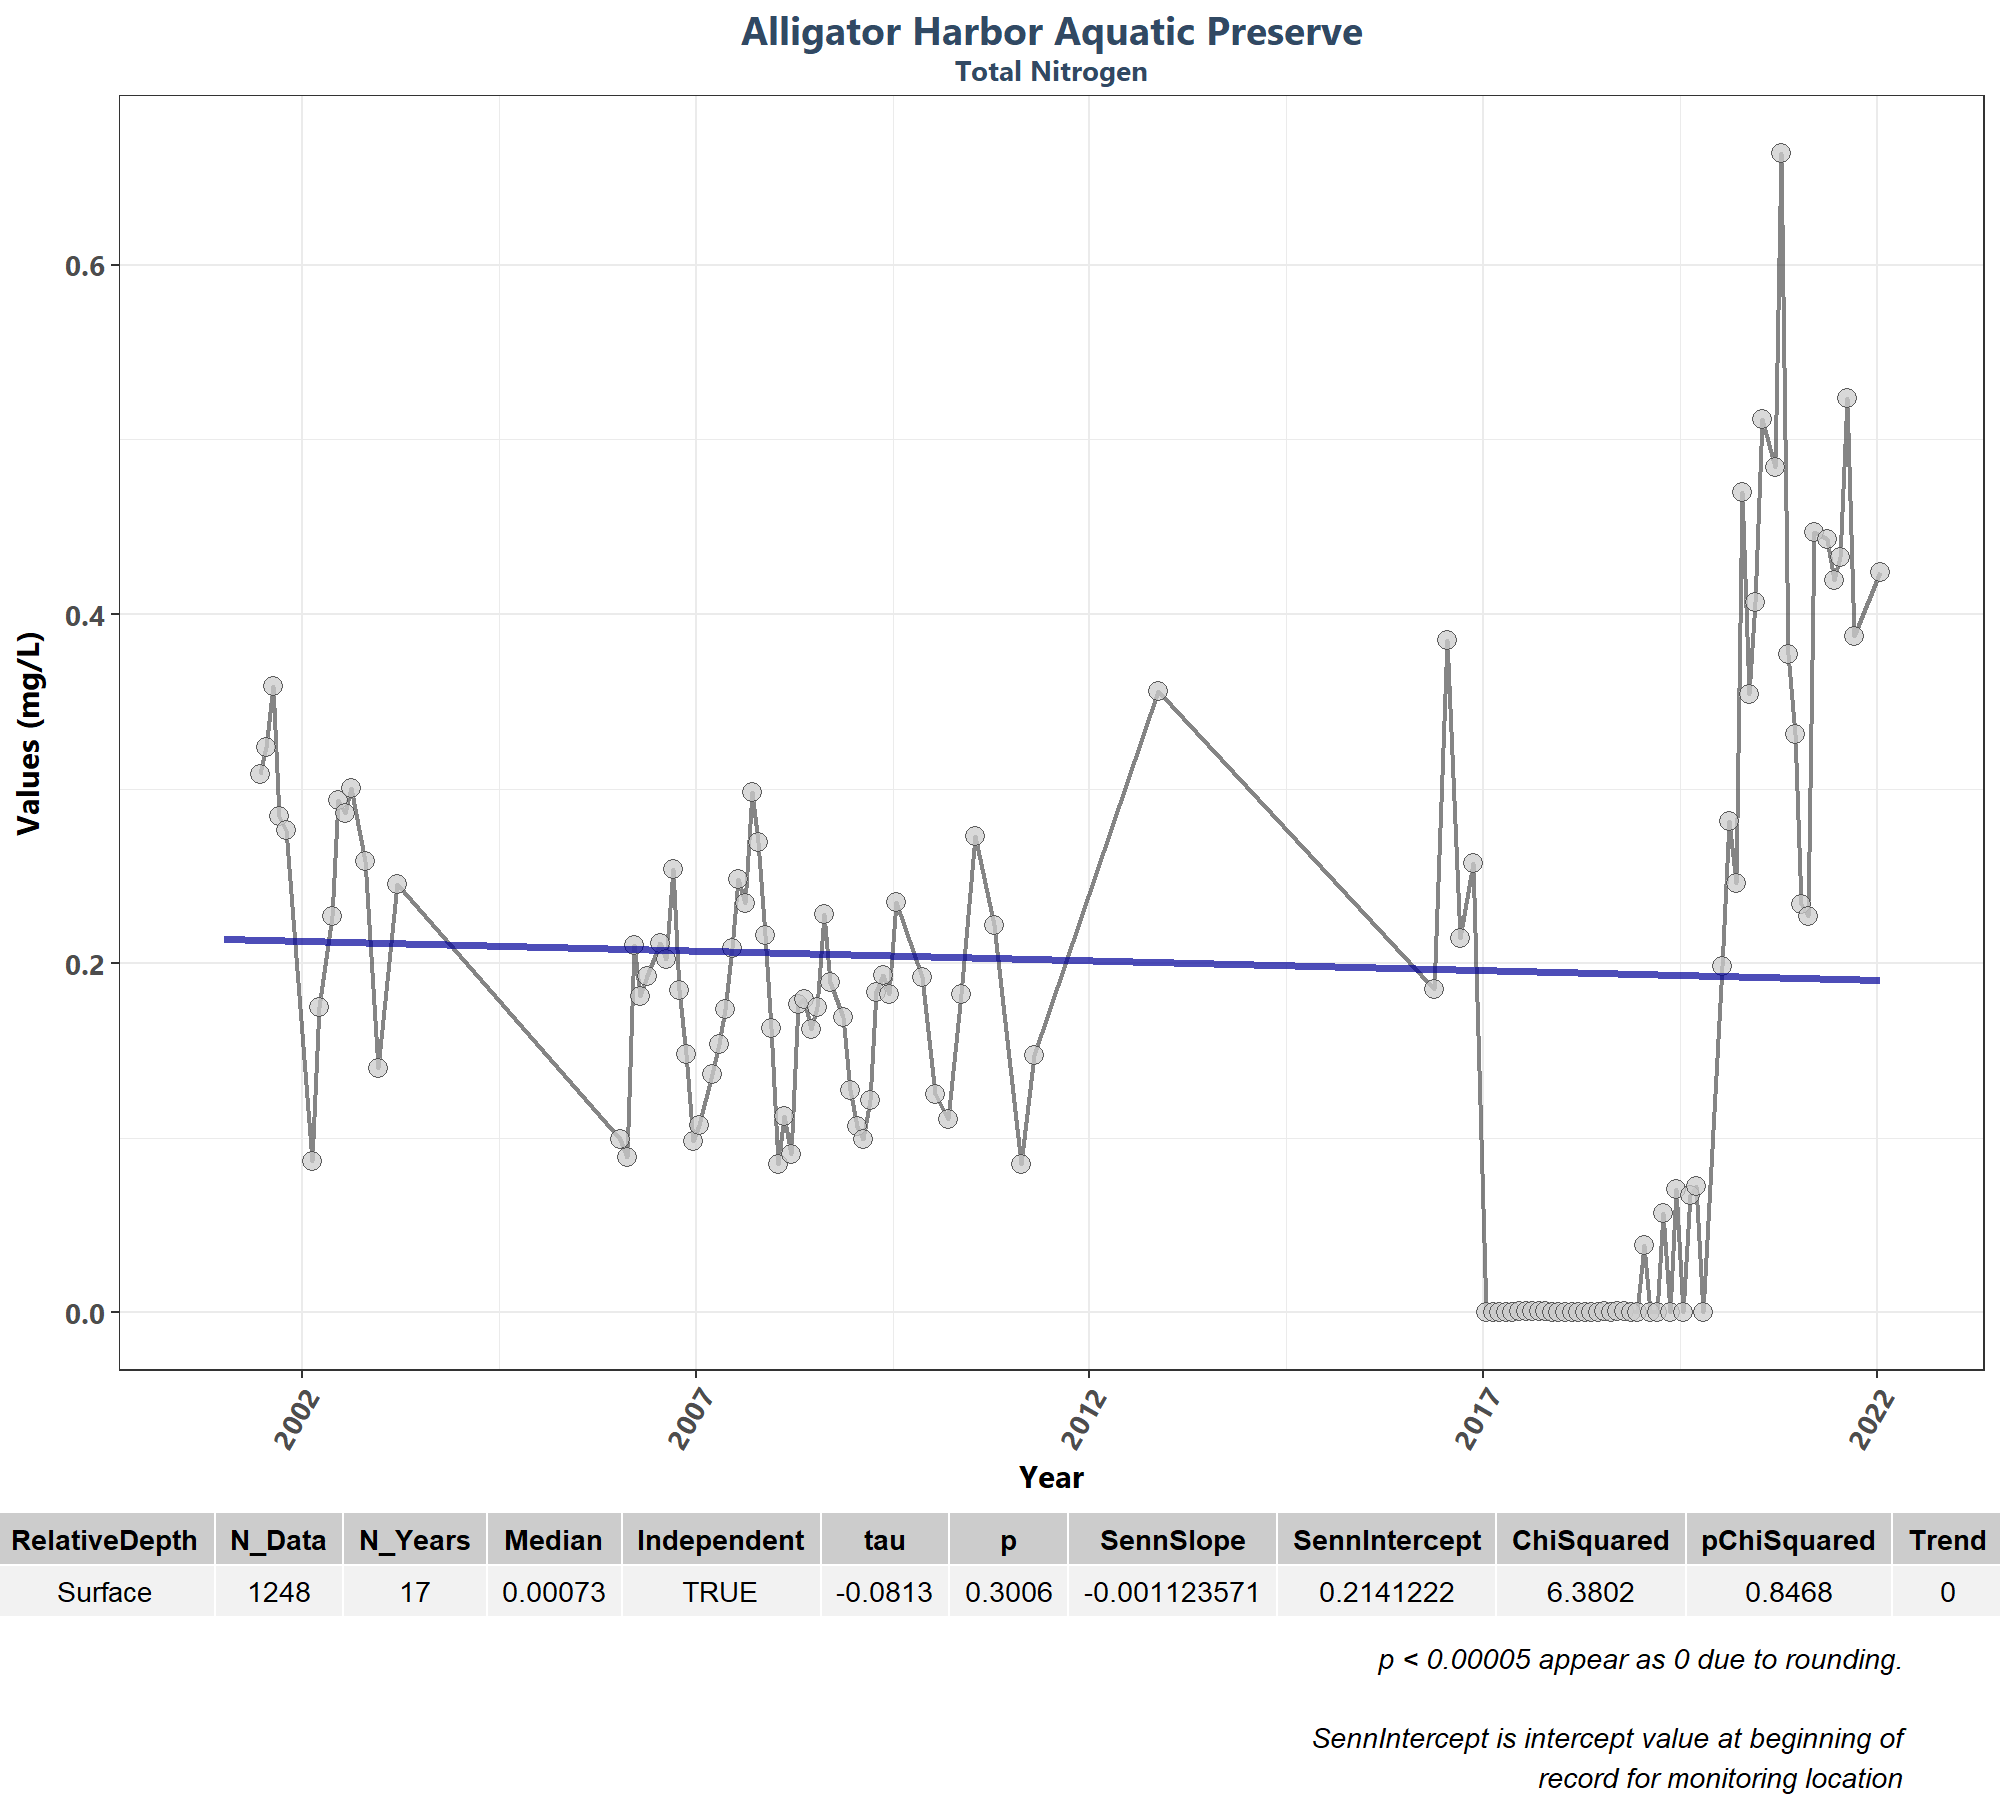 Alligator Harbor Aquatic Preserve
Total Nitrogen
Values (mg/L)
0.6
0.4
0.2
0.0
2002
2007
2012
2017
2022
Year
RelativeDepth N_Data N_Years Median Independent tau p SennSlope SennIntercept ChiSquared pChiSquared Trend
Surface 1248 17 0.00073 TRUE -0.0813 0.3006 -0.001123571 0.2141222 6.3802 0.8468 0
p < 0.00005 appear as 0 due to rounding.
SennIntercept is intercept value at beginning of
record for monitoring location